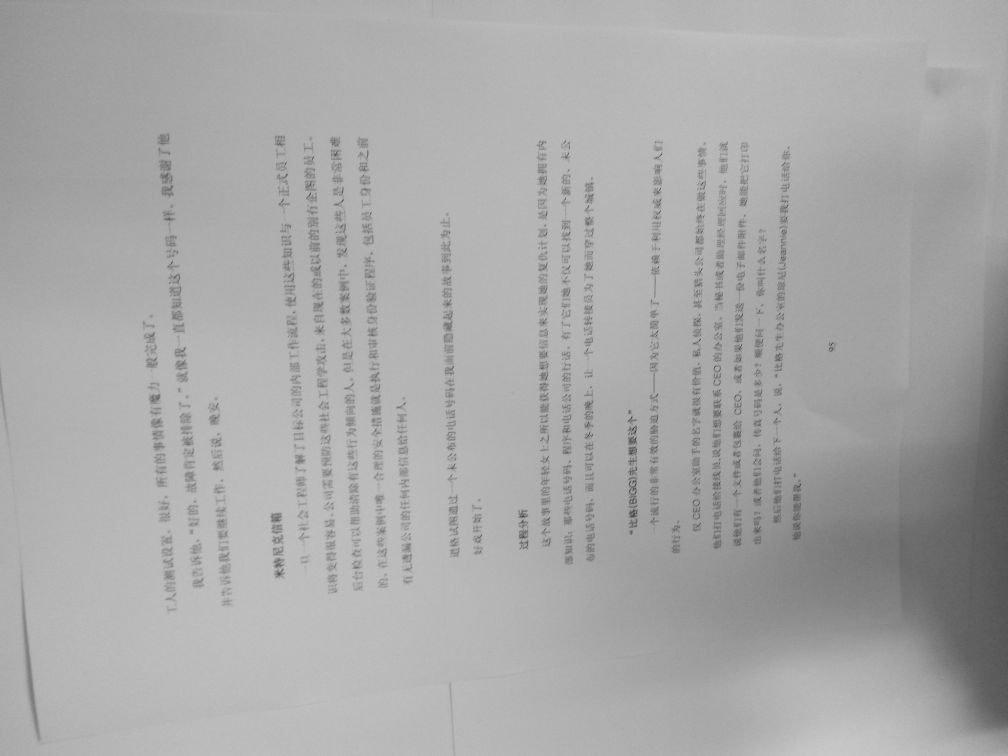 工人的测试设置，很好，所有的事情像有魔力一般完成了。
我告诉他，“好的，故障肯定被排除了。”就像我一直都知道这个号码一样，我感谢了他
并告诉他我们要继续工作，然后说，晚安。
米特尼克信箱
一旦一个社会工程师了解了目标公司的内部工作流程，使用这些知识与一个正式员工相
识将变得很容易。公司需要预防这些社会工程学攻击，来自现在的或以前的别有企图的员工。
后台检查可以帮助清除有这些行为倾向的人，但是在大多数案例中，发现这些人是非常困难
的，在这些案例中唯一合理的安全措施就是执行和审核身份验证程序，包括员工身份和之前
有无透漏公司的任何内部信息给任何人。
道格试图通过一个未公布的电话号码在我面前隐藏起来的故事到此为止。
好戏开始了。
过程分析
这个故事里的年轻女士之所以能获得她想要信息来实现她的复仇计划，是因为她拥有内
部知识：那些电话号码、程序和电话公司的行话，有了它们她不仅可以找到一个新的、未公
布的电话号码，而且可以在冬季的晚上，让一个电话转接员为了她而穿过整个城镇。
“比格(BIGG)先生想要这个”
一个流行的非常有效的胁迫方式——因为它太简单了——依赖于利用权威来影响人们
的行为。
仅 CEO 办公室助手的名字就很有价值，私人侦探、甚至猎头公司都始终在做这些事情。
他们打电话给接线员,说他们想要联系 CEO 的办公室。当秘书或者助理经理回应时，他们就
说他们有一个文件或者包裹给 CEO，或者如果他们发送一份电子邮件附件，她能把它打印
出来吗？或者他们会问，传真号码是多少？顺便问一下，你叫什么名字？
然后他们打电话给下一个人，说，“比格先生办公室的琼妮(Jeannie)要我打电话给你，
他说你能帮我。”
95